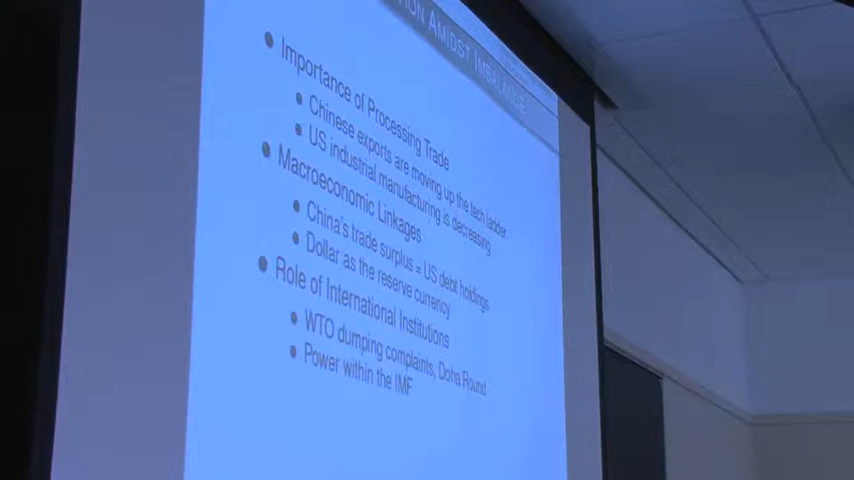 AMIDST IMBALANCE
• Importance of Processing Trade
• Chinese exports are moving up the tech ladder
• US industrial manufacturing is decreasing
• Macroeconomic Linkages
• China's trade surplus = US debt holdings
• Dollar as the reserve currency
• Role of International Institutions
• WTO dumping complaints, Doha Round
• Power within the IMF